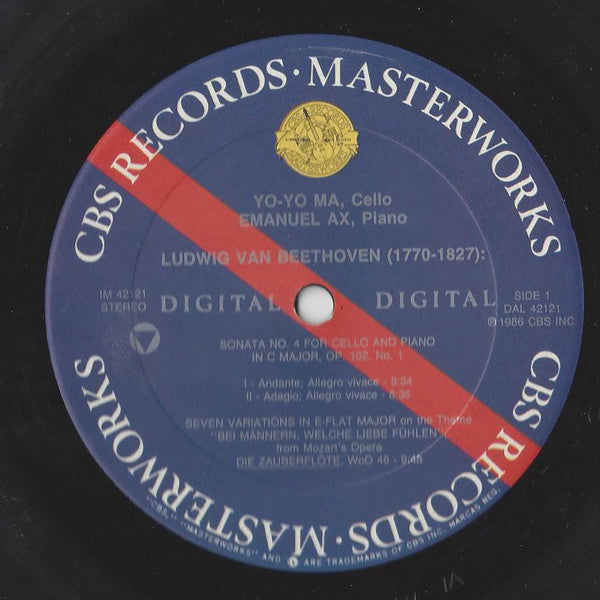 CBS RECORDS · MASTERWORKS
YO-YO MA, Cello
EMANUEL AX, Piano
LUDWIG VAN BEETHOVEN (1770-1827):
IM 42121
STEREO
DIGITAL DIGITAL
SIDE 1
DAL 42121
℗ 1986 CBS INC.
SONATA NO. 4 FOR CELLO AND PIANO
IN C MAJOR, OP. 102, No. 1
I - Andante; Allegro vivace - 8:34
II - Adagio; Allegro vivace - 8:35
SEVEN VARIATIONS IN E-FLAT MAJOR on the Theme
"BEI MÄNNERN, WELCHE LIEBE FÜHLEN"
from Mozart's Opera
DIE ZAUBERFLÖTE, WoO 46 - 9:45
CBS RECORDS · MASTERWORKS
"CBS," "MASTERWORKS" AND ARE TRADEMARKS OF CBS INC. MARCAS REG.